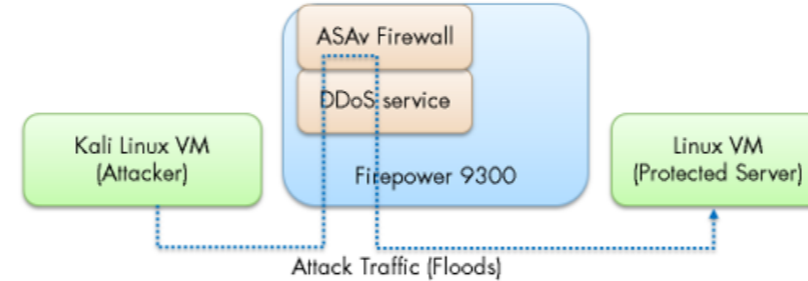 ASAv Firewall
DDoS service
Kali Linux VM
(Attacker)
Firepower 9300
Linux VM
(Protected Server)
Attack Traffic (Floods)